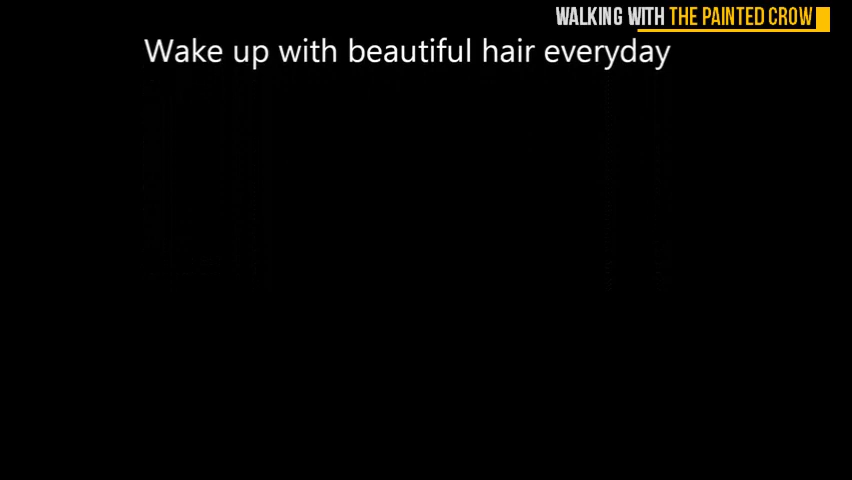 WALKING WITH THE PAINTED CROW
Wake up with beautiful hair everyday